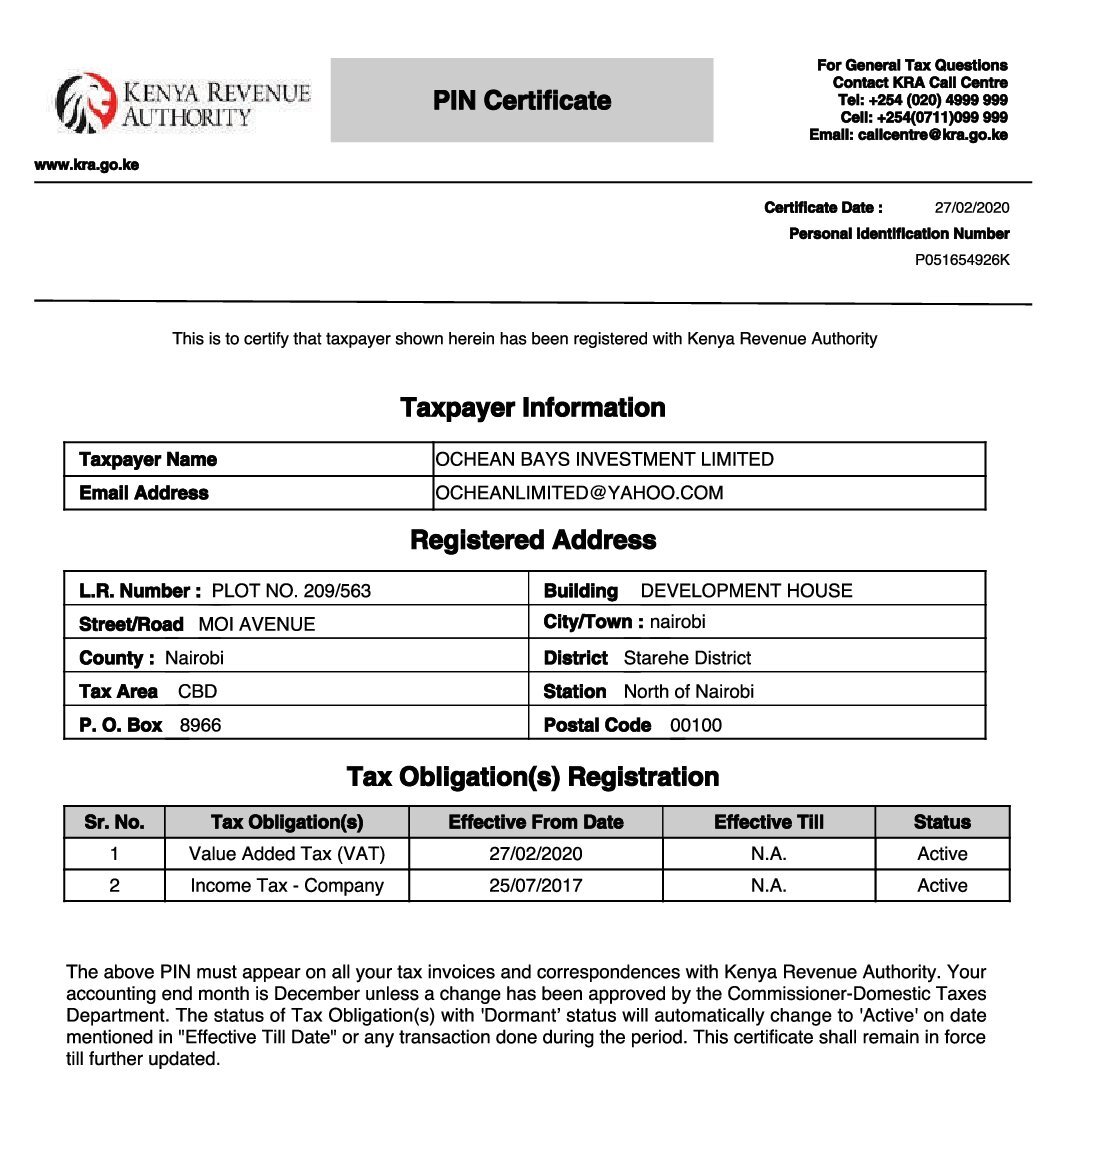 KENYA REVENUE
AUTHORITY
www.kra.go.ke
PIN Certificate
For General Tax Questions
Contact KRA Call Centre
Tel: +254 (020) 4999 999
Cell: +254(0711)099 999
Email: callcentre@kra.go.ke
Certificate Date : 27/02/2020
Personal Identification Number
P051654926K
This is to certify that taxpayer shown herein has been registered with Kenya Revenue Authority
Taxpayer Information
Taxpayer Name OCHEAN BAYS INVESTMENT LIMITED
Email Address OCHEANLIMITED@YAHOO.COM
Registered Address
L.R. Number : PLOT NO. 209/563 Building DEVELOPMENT HOUSE
Street/Road MOI AVENUE City/Town : nairobi
County : Nairobi District Starehe District
Tax Area CBD Station North of Nairobi
P. O. Box 8966 Postal Code 00100
Tax Obligation(s) Registration
Sr. No. Tax Obligation(s) Effective From Date Effective Till Status
1 Value Added Tax (VAT) 27/02/2020 N.A. Active
2 Income Tax - Company 25/07/2017 N.A. Active
The above PIN must appear on all your tax invoices and correspondences with Kenya Revenue Authority. Your
accounting end month is December unless a change has been approved by the Commissioner-Domestic Taxes
Department. The status of Tax Obligation(s) with 'Dormant' status will automatically change to 'Active' on date
mentioned in "Effective Till Date" or any transaction done during the period. This certificate shall remain in force
till further updated.